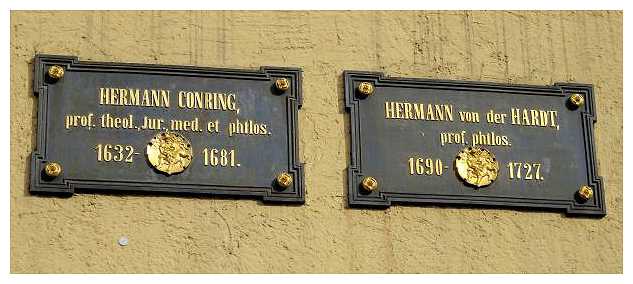 HERMANN CONRING,
prof. theol., Jur., med. et philos.
1632- 1681.
HERMANN von der HARDT,
prof. philos.
1690- 1727.